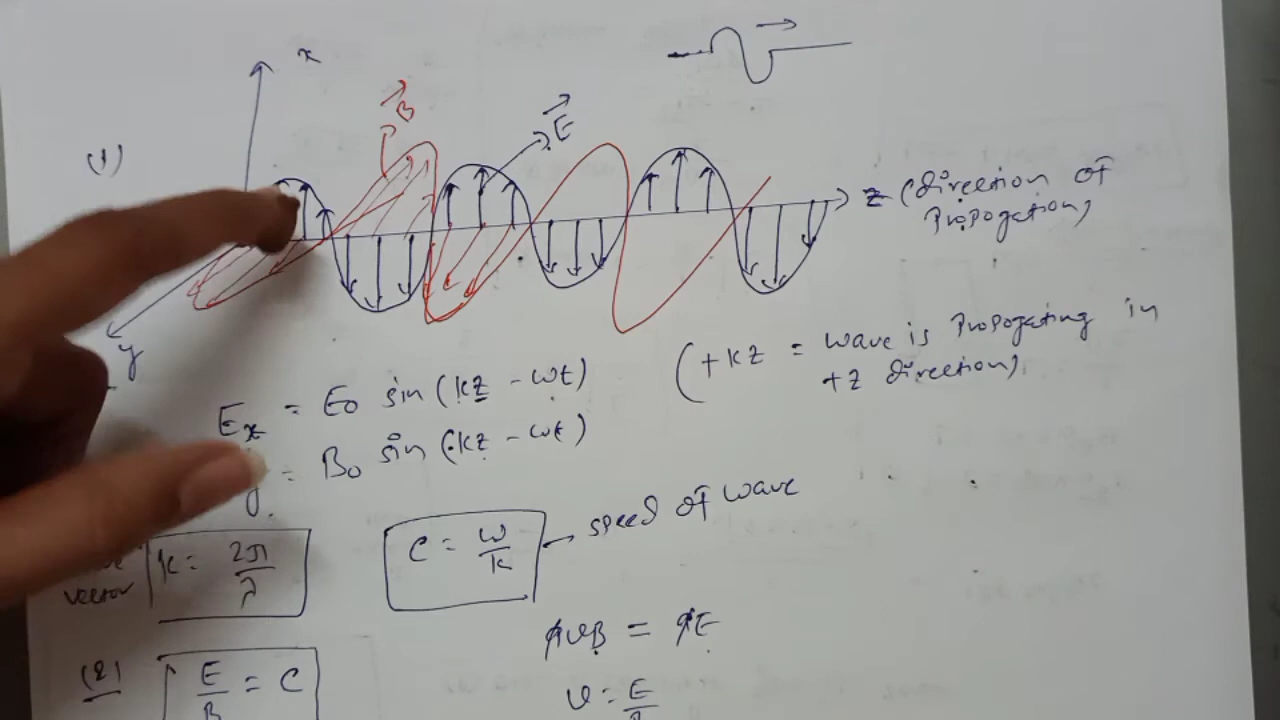 x
(1)
B
E
z (direction of
Propogation)
y
Ex = E0 sin(kz - ωt)
(+kz = wave is Propogating in
+z direction)
y = B0 sin(kz - ωt)
vector
k = 2π/λ
C = ω/k → speed of wave
qvB = qE
(2)
E/B = C
v = E/B